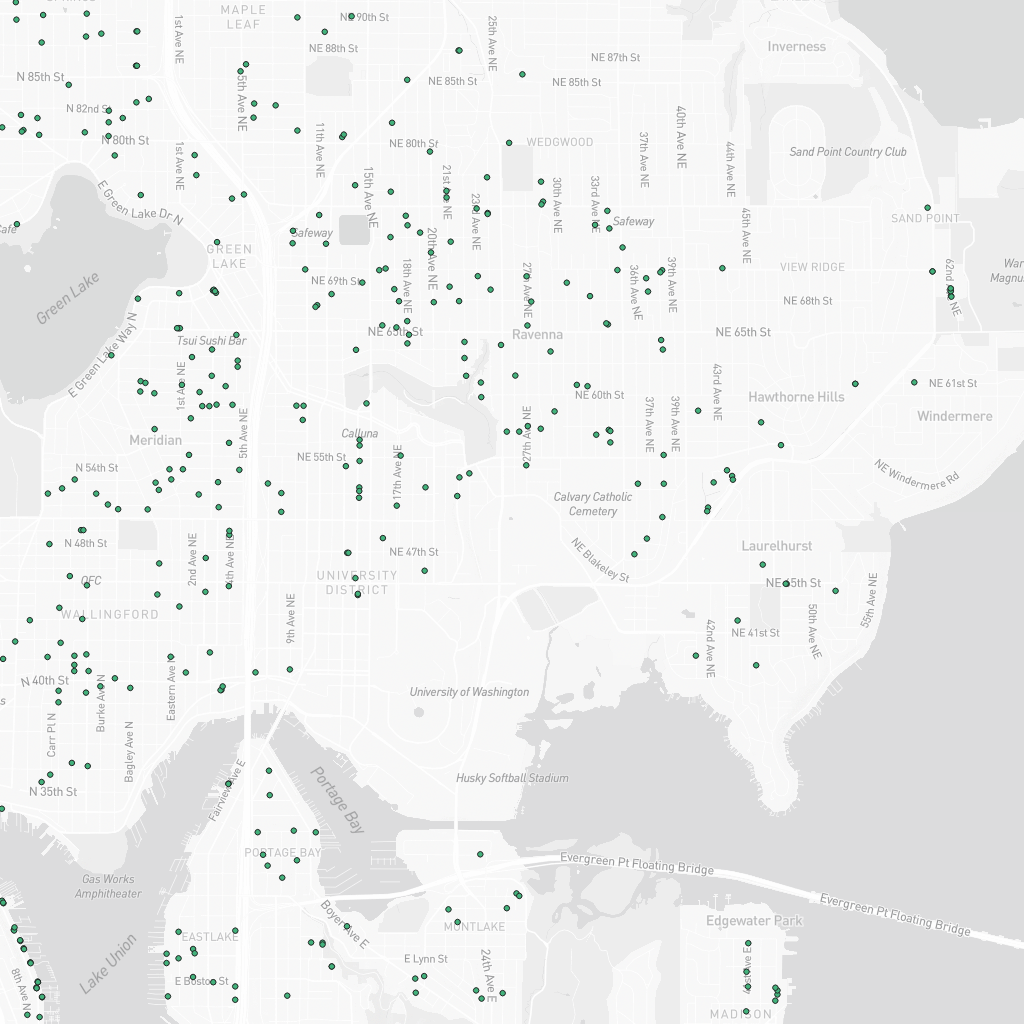 MAPLE
LEAF
NE 90th St
NE 88th St
1st Ave NE
25th Ave NE
Inverness
NE 87th St
N 85th St
NE 85th St
NE 85th St
5th Ave NE
N 82nd St
11th Ave NE
N 80th St
NE 80th St
WEDGWOOD
37th Ave NE
40th Ave NE
44th Ave NE
Sand Point Country Club
1st Ave NE
15th Ave NE
21st Ave NE
23rd Ave NE
30th Ave NE
33rd Ave NE
Safeway
45th Ave NE
SAND POINT
E Green Lake Dr N
Safeway
20th Ave NE
GREEN
LAKE
Green Lake
NE 69th St
18th Ave NE
27th Ave NE
36th Ave NE
39th Ave NE
VIEW RIDGE
NE 68th St
62nd Ave NE
E Green Lake Way N
Tsui Sushi Bar
NE 65th St
Ravenna
NE 65th St
1st Ave NE
NE 60th St
43rd Ave NE
Hawthorne Hills
NE 61st St
Windermere
Meridian
5th Ave NE
Calluna
27th Ave NE
37th Ave NE
39th Ave NE
N 54th St
NE 55th St
17th Ave NE
Calvary Catholic
Cemetery
NE Windermere Rd
N 48th St
2nd Ave NE
4th Ave NE
NE 47th St
NE Blakeley St
Laurelhurst
QFC
UNIVERSITY
DISTRICT
NE 45th St
WALLINGFORD
9th Ave NE
42nd Ave NE
NE 41st St
50th Ave NE
55th Ave NE
N 40th St
Burke Ave N
Eastern Ave N
University of Washington
Carr Pl N
Bagley Ave N
N 35th St
Fairview Ave E
Portage Bay
Husky Softball Stadium
PORTAGE BAY
Evergreen Pt Floating Bridge
Evergreen Pt Floating Bridge
Gas Works
Amphitheater
Lake Union
EASTLAKE
Boyer Ave E
MONTLAKE
Edgewater Park
E Boston St
E Lynn St
24th Ave E
8th Ave N
MADISON